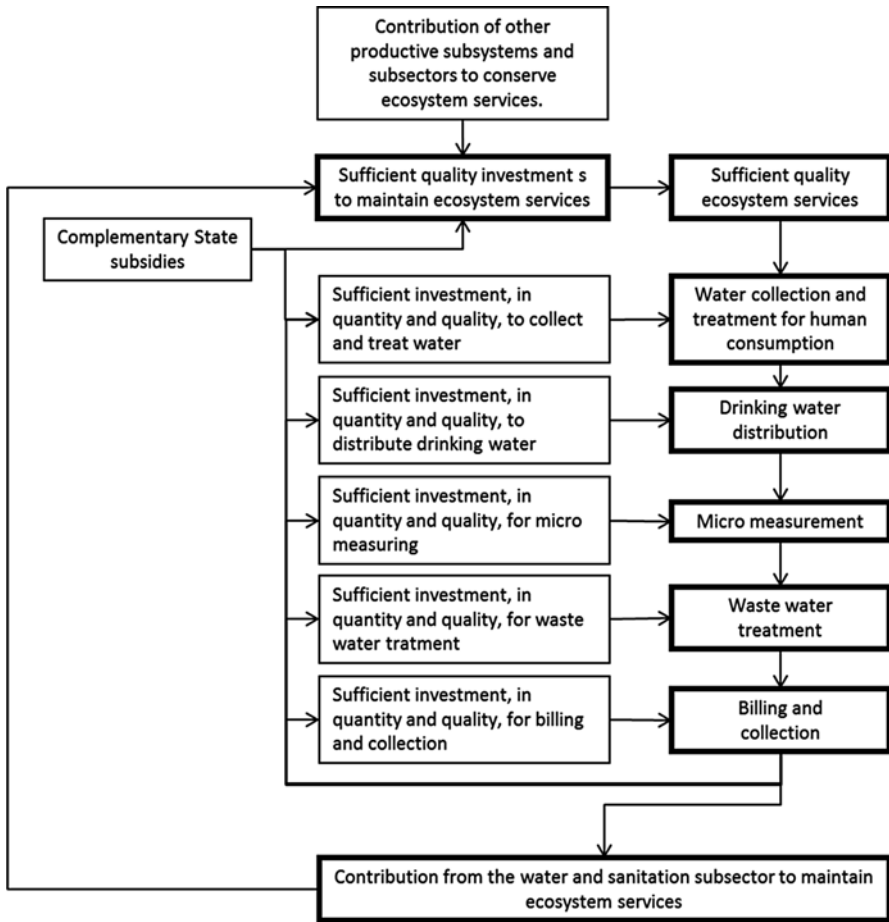 Contribution of other
productive subsystems and
subsectors to conserve
ecosystem services.
Sufficient quality investment s
to maintain ecosystem services
Sufficient quality
ecosystem services
Complementary State
subsidies
Sufficient investment, in
quantity and quality, to collect
and treat water
Water collection and
treatment for human
consumption
Sufficient investment, in
quantity and quality, to
distribute drinking water
Drinking water
distribution
Sufficient investment, in
quantity and quality, for micro
measuring
Micro measurement
Sufficient investment, in
quantity and quality, for waste
water tratment
Waste water
treatment
Sufficient investment, in
quantity and quality, for billing
and collection
Billing and
collection
Contribution from the water and sanitation subsector to maintain
ecosystem services